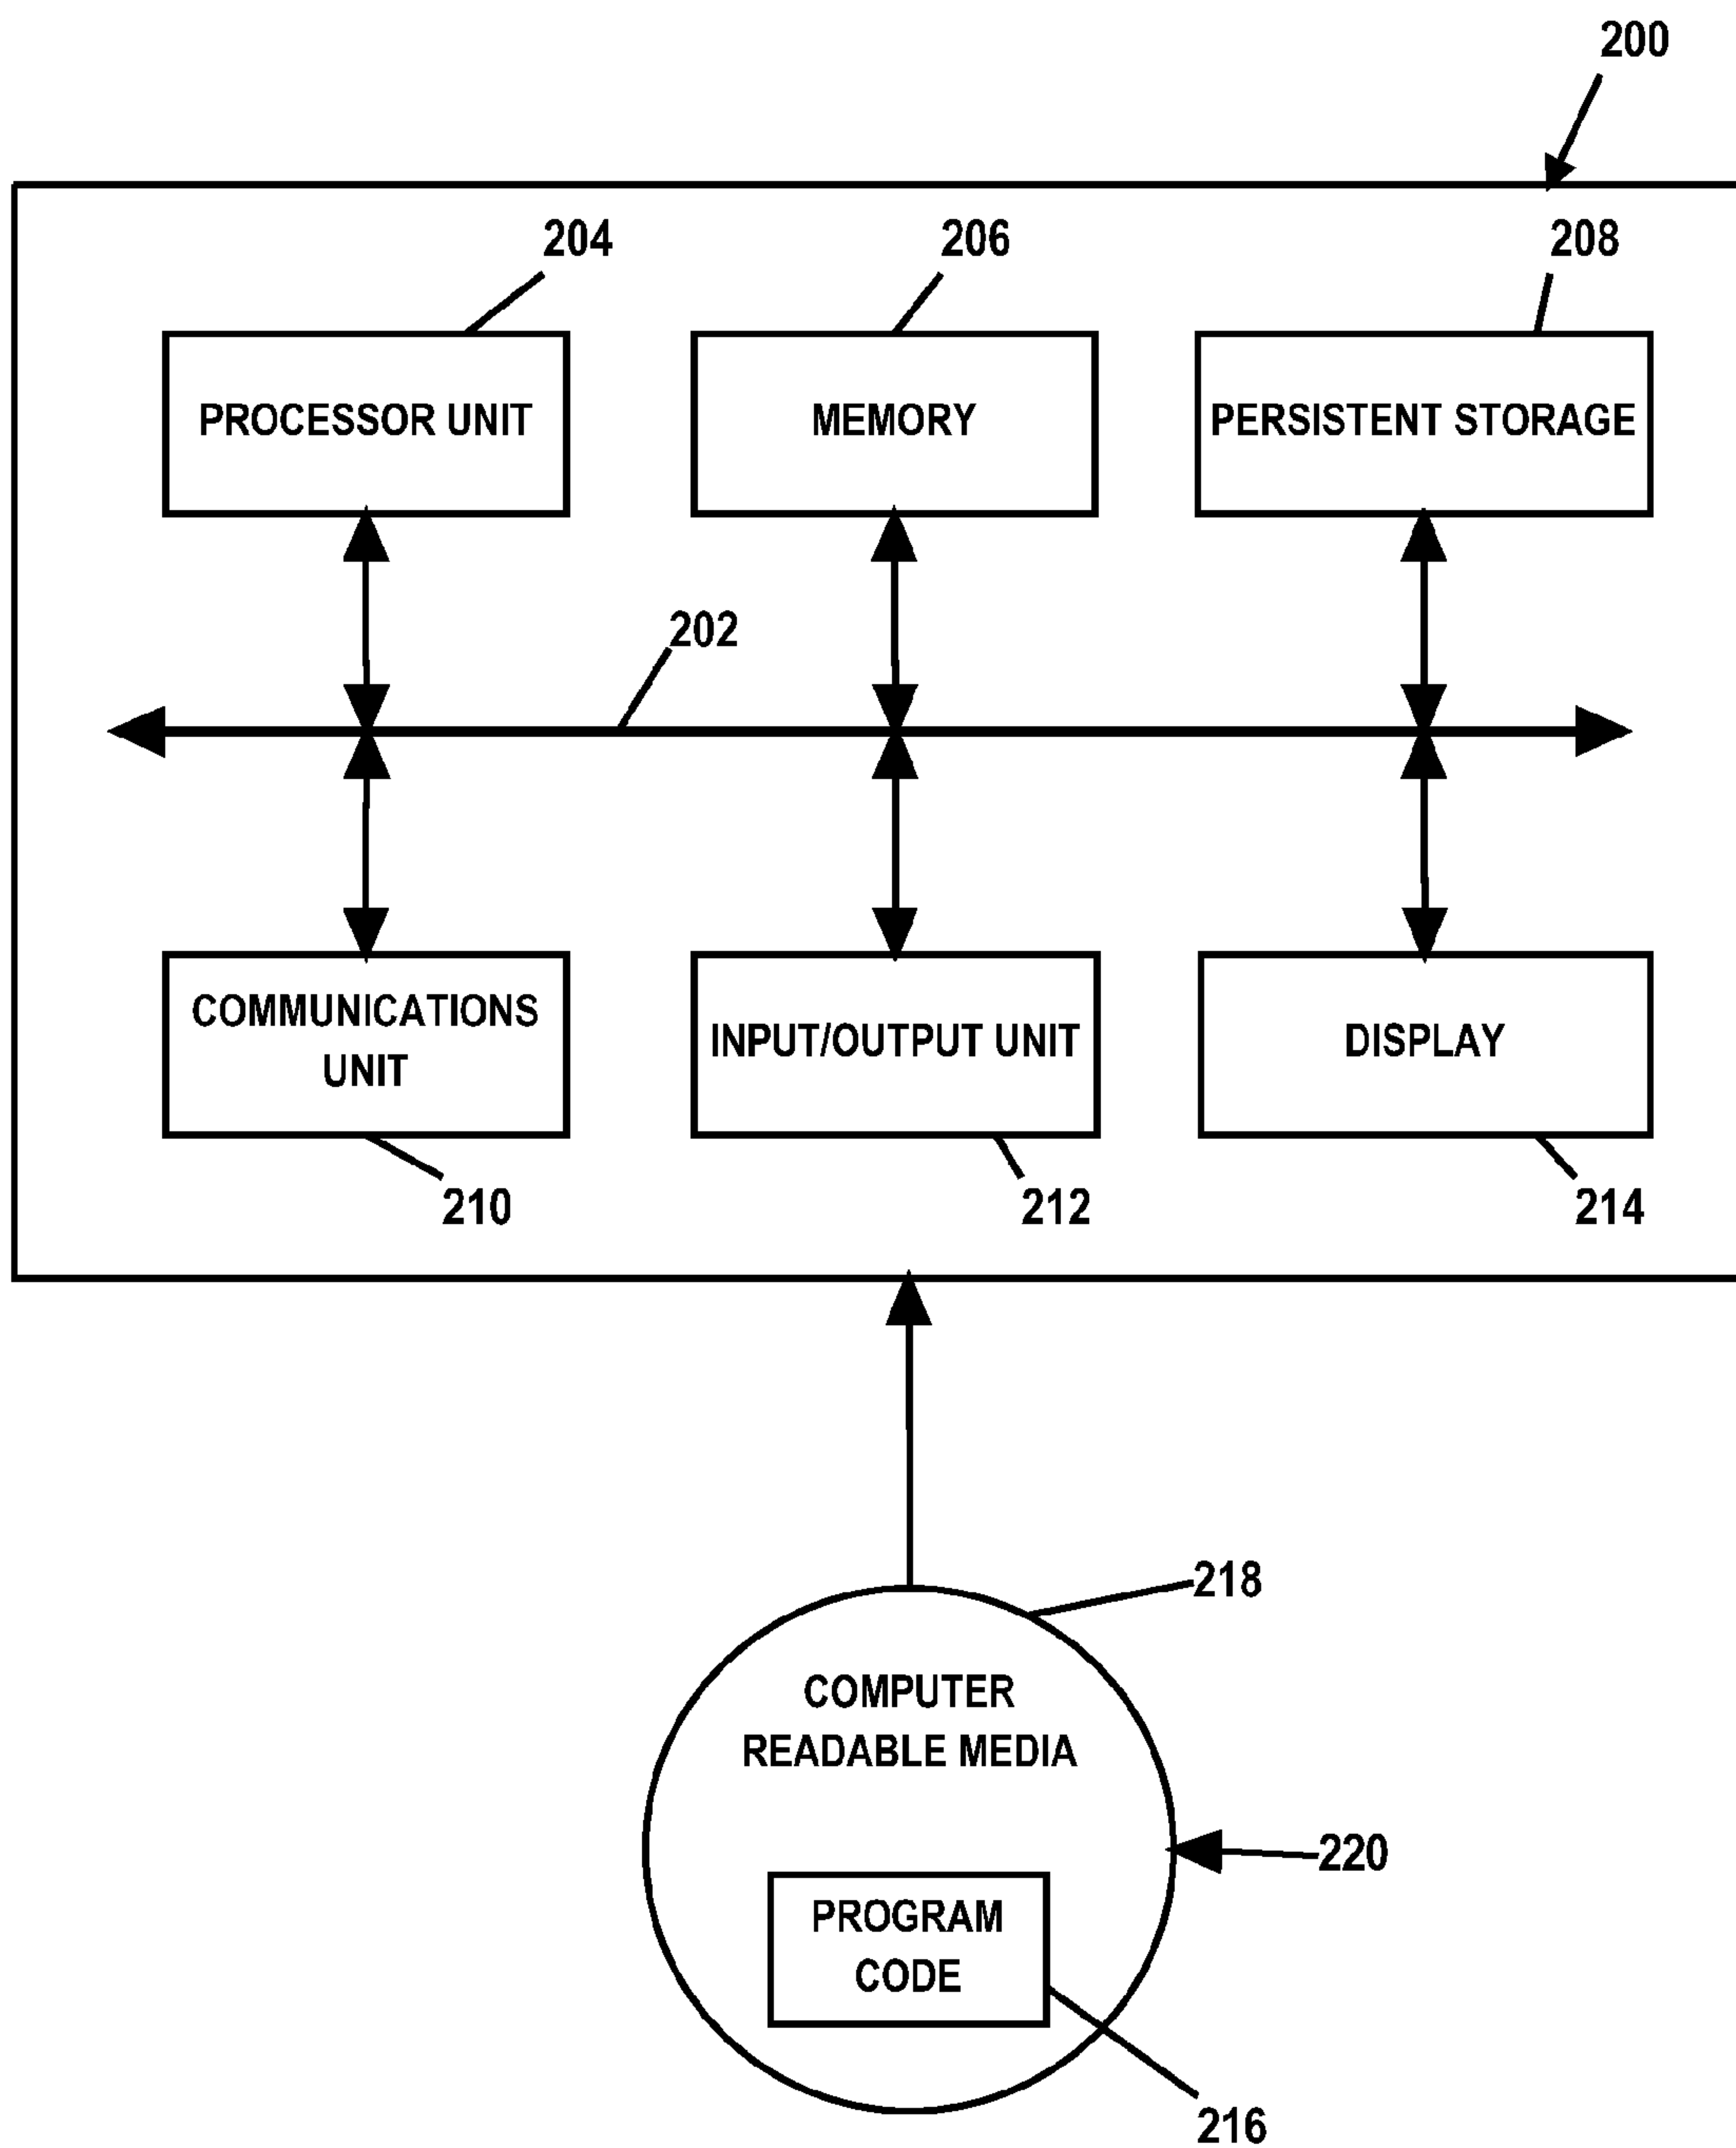 200
204
206
208
PROCESSOR UNIT
MEMORY
PERSISTENT STORAGE
202
COMMUNICATIONS
UNIT
INPUT/OUTPUT UNIT
DISPLAY
210
212
214
218
COMPUTER
READABLE MEDIA
220
PROGRAM
CODE
216